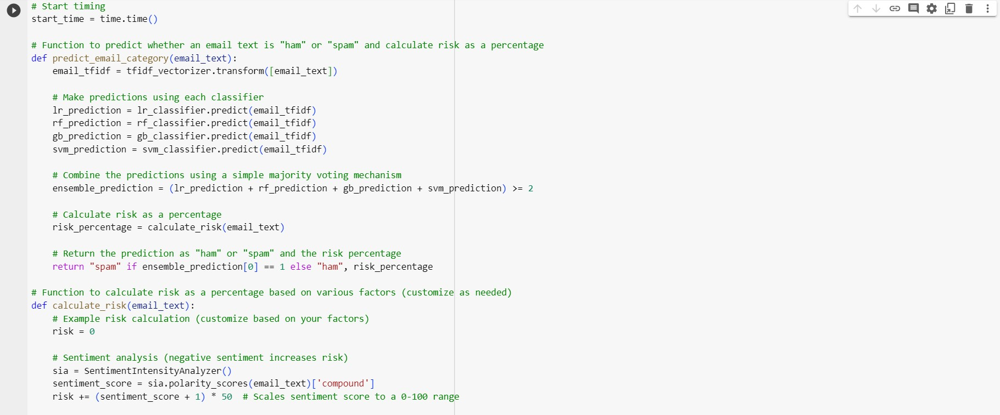 # Start timing
start_time = time.time()
# Function to predict whether an email text is "ham" or "spam" and calculate risk as a percentage
def predict_email_category(email_text):
    email_tfidf = tfidf_vectorizer.transform([email_text])
    # Make predictions using each classifier
    lr_prediction = lr_classifier.predict(email_tfidf)
    rf_prediction = rf_classifier.predict(email_tfidf)
    gb_prediction = gb_classifier.predict(email_tfidf)
    svm_prediction = svm_classifier.predict(email_tfidf)
    # Combine the predictions using a simple majority voting mechanism
    ensemble_prediction = (lr_prediction + rf_prediction + gb_prediction + svm_prediction) >= 2
    # Calculate risk as a percentage
    risk_percentage = calculate_risk(email_text)
    # Return the prediction as "ham" or "spam" and the risk percentage
    return "spam" if ensemble_prediction[0] == 1 else "ham", risk_percentage
# Function to calculate risk as a percentage based on various factors (customize as needed)
def calculate_risk(email_text):
    # Example risk calculation (customize based on your factors)
    risk = 0
    # Sentiment analysis (negative sentiment increases risk)
    sia = SentimentIntensityAnalyzer()
    sentiment_score = sia.polarity_scores(email_text)['compound']
    risk += (sentiment_score + 1) * 50  # Scales sentiment score to a 0-100 range